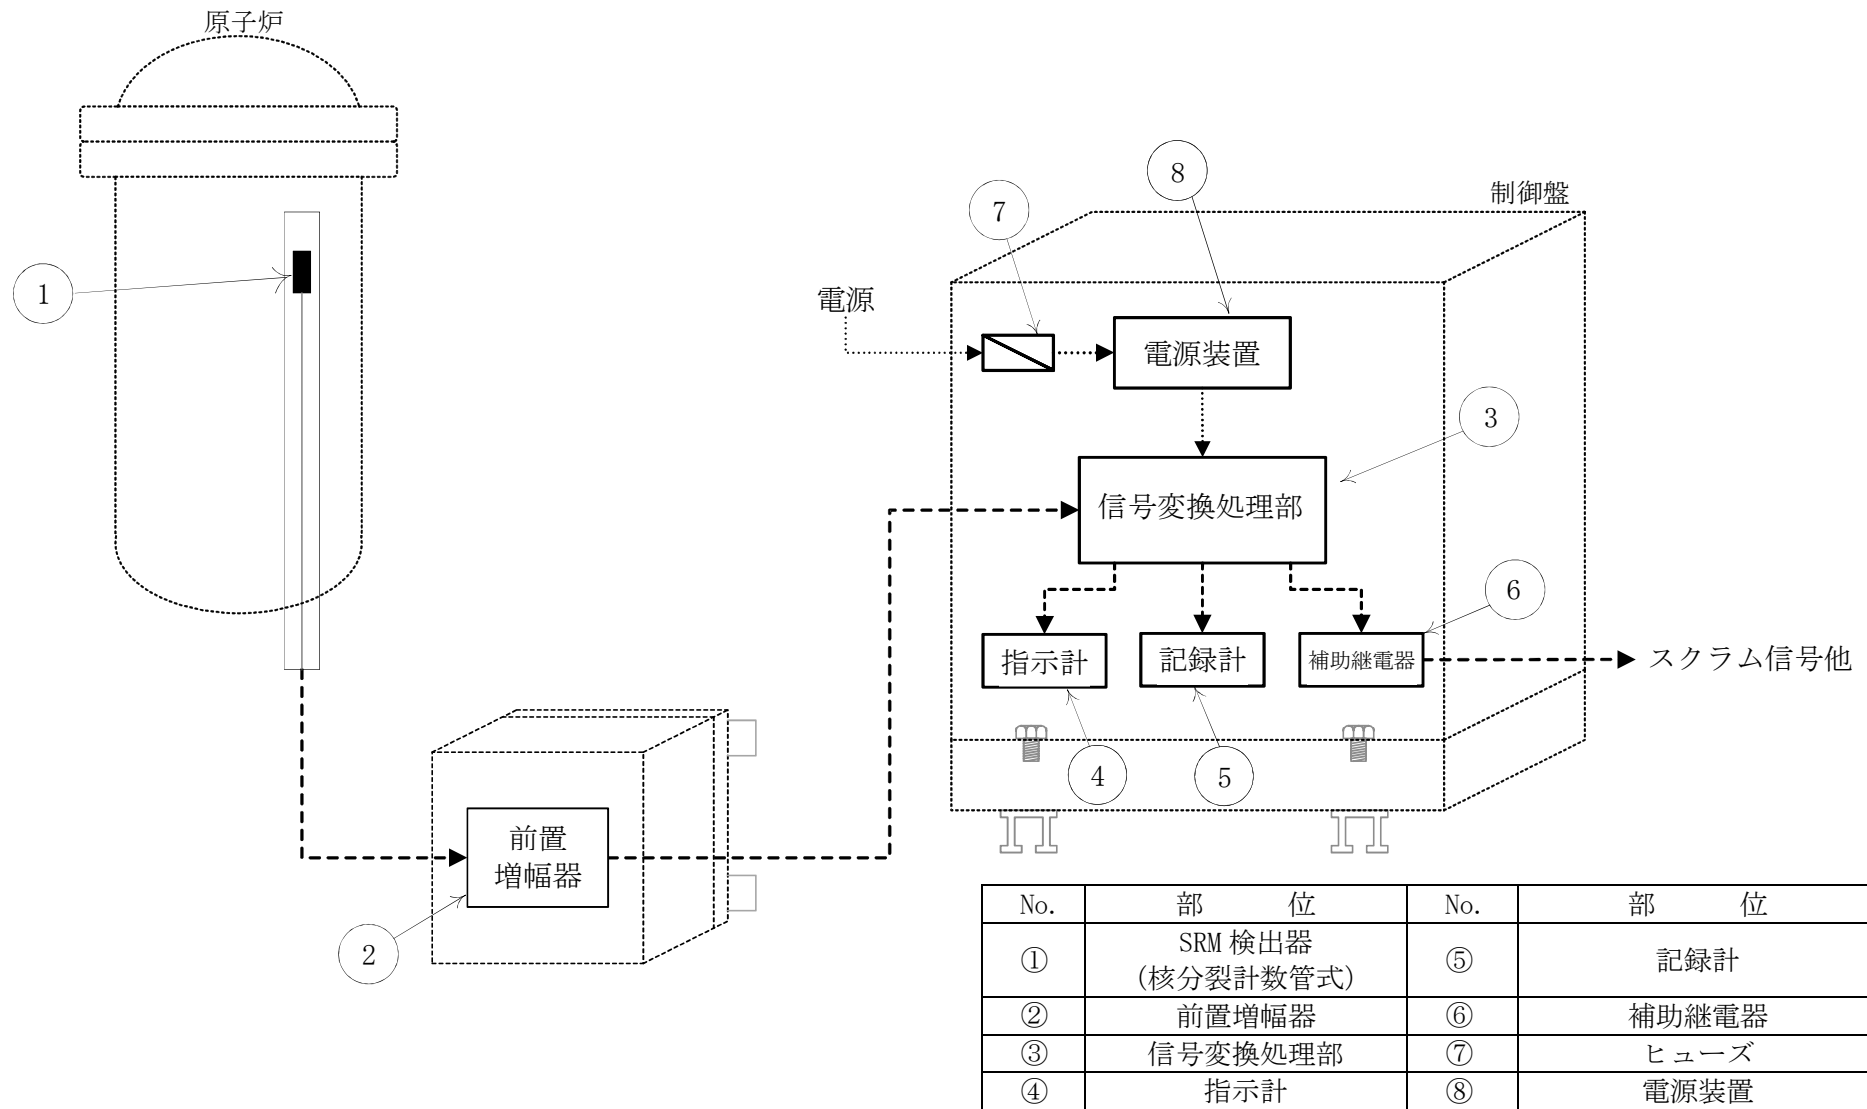 原子炉
制御盤
⑧
⑦
①
電源
電源装置
③
信号変換処理部
⑥
指示計
記録計
補助継電器
スクラム信号他
④
⑤
前置
増幅器
②
No. 部 位 No. 部 位
① SRM 検出器
(核分裂計数管式) ⑤ 記録計
② 前置増幅器 ⑥ 補助継電器
③ 信号変換処理部 ⑦ ヒューズ
④ 指示計 ⑧ 電源装置